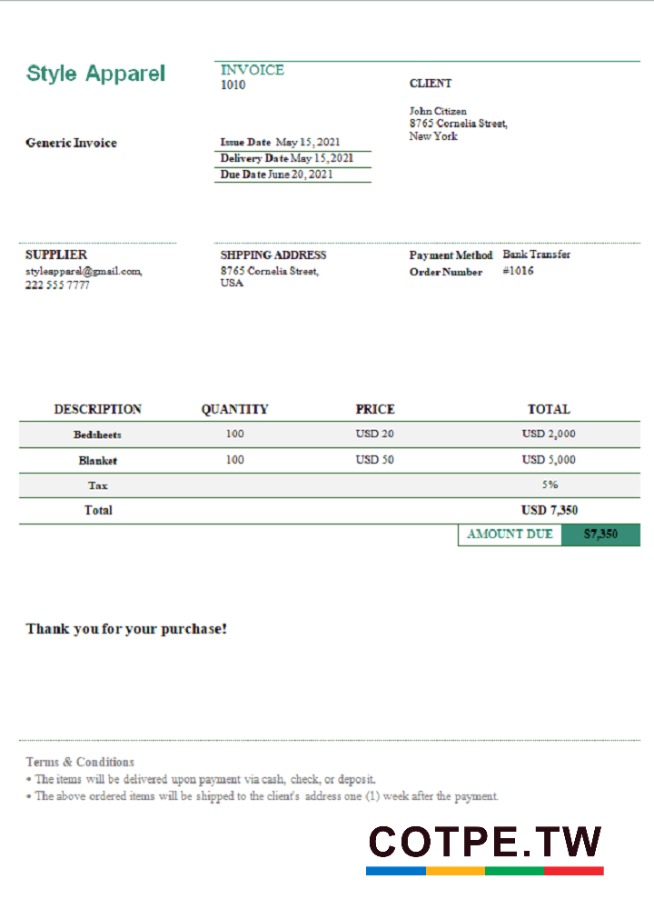 Style Apparel
INVOICE
1010
CLIENT
John Citizen
8765 Cornelia Street,
New York
Generic Invoice
Issue Date May 15, 2021
Delivery Date May 15, 2021
Due Date June 20, 2021
SUPPLIER
styleapparel@gmail.com,
222 555 7777
SHPPING ADDRESS
8765 Cornelia Street,
USA
Payment Method Bank Transfer
Order Number #1016
DESCRIPTION QUANTITY PRICE TOTAL
Bedsheets 100 USD 20 USD 2,000
Blanket 100 USD 50 USD 5,000
Tax 5%
Total USD 7,350
AMOUNT DUE $7,350
Thank you for your purchase!
Terms & Conditions
• The items will be delivered upon payment via cash, check, or deposit.
• The above ordered items will be shipped to the client's address one (1) week after the payment.
COTPE.TW